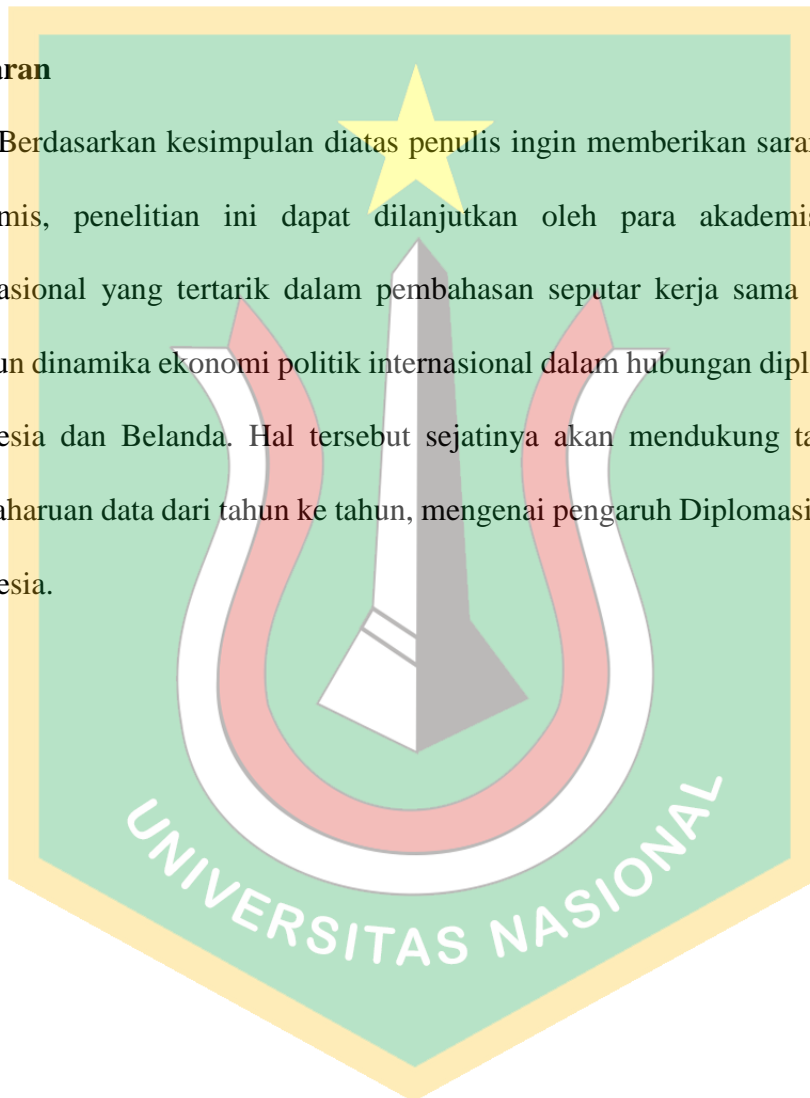 aran
Berdasarkan kesimpulan diatas penulis ingin memberikan sara
mis, penelitian ini dapat dilanjutkan oleh para akademis
asional yang tertarik dalam pembahasan seputar kerja sama
un dinamika ekonomi politik internasional dalam hubungan dipl
esia dan Belanda. Hal tersebut sejatinya akan mendukung ta
aharuan data dari tahun ke tahun, mengenai pengaruh Diplomasi
esia.
UNIVERSITAS NASIONAL